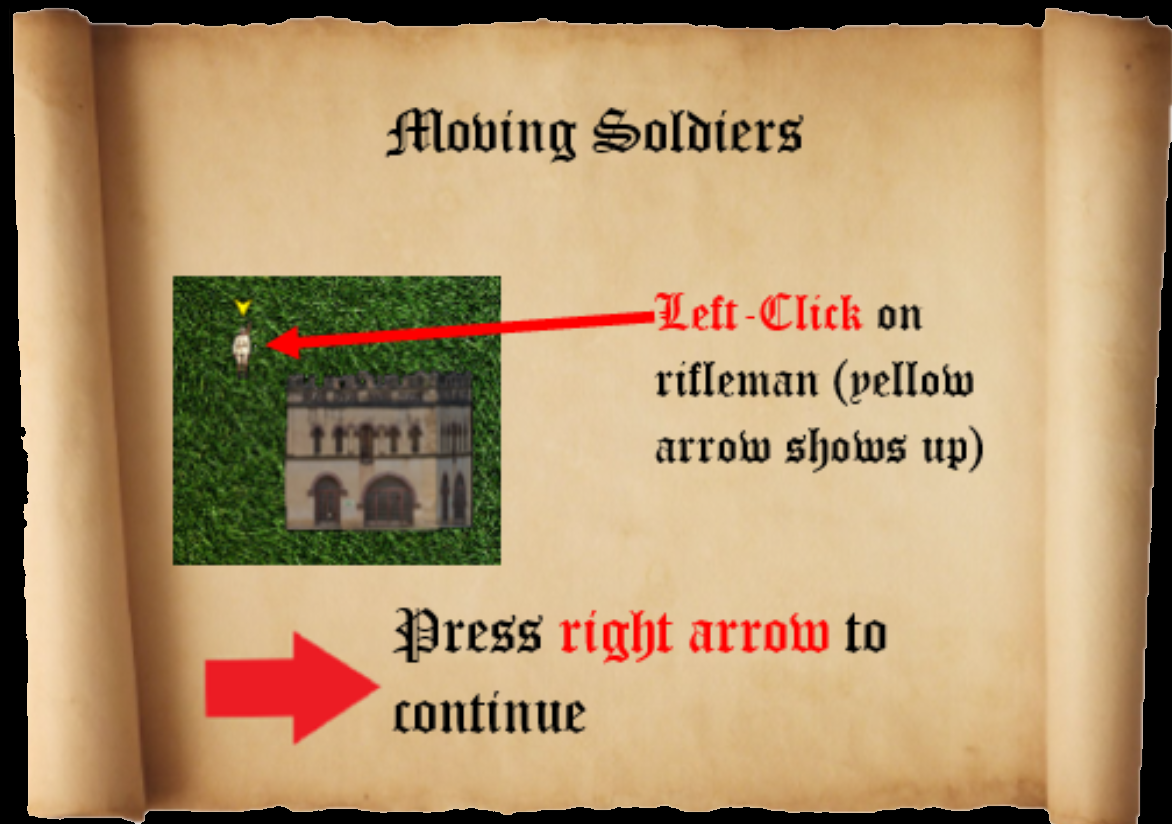 Moving Soldiers
Left-Click on
rifleman (yellow
arrow shows up)
Press right arrow to
continue